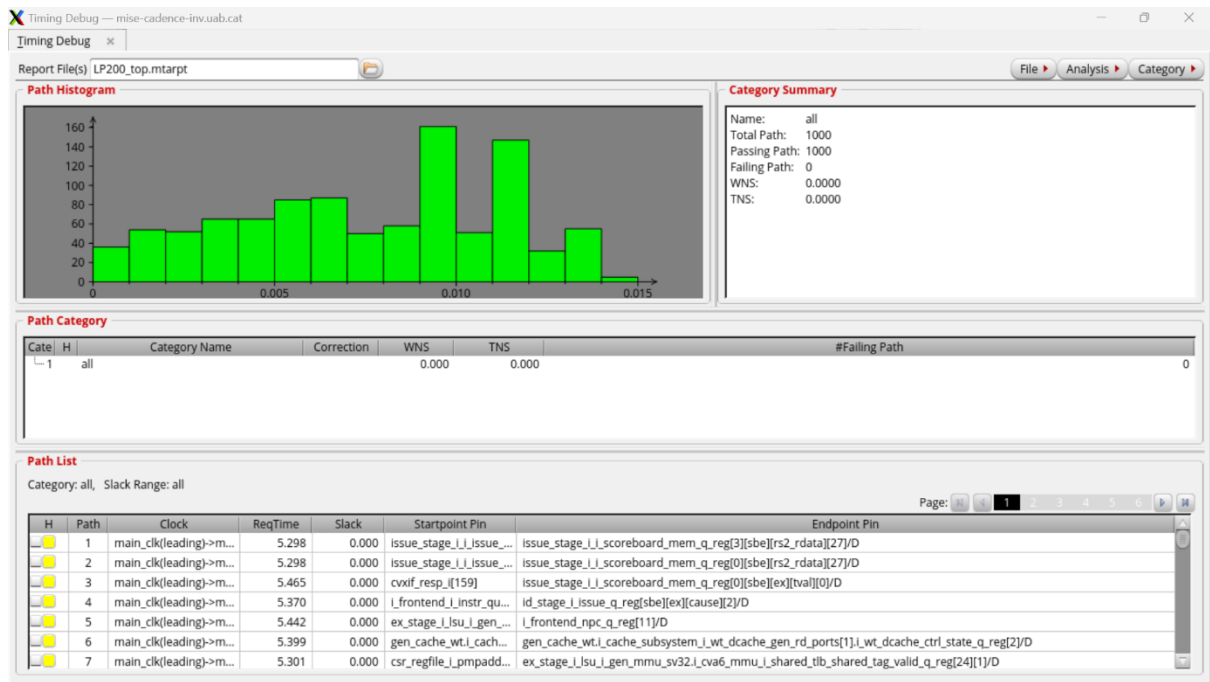 Timing Debug — mise-cadence-inv.uab.cat
Timing Debug
Report File(s) LP200_top.mtarpt File Analysis Category
Path Histogram
160
140
120
100
80
60
40
20
0
0 0.005 0.010 0.015
Category Summary
Name: all
Total Path: 1000
Passing Path: 1000
Failing Path: 0
WNS: 0.0000
TNS: 0.0000
Path Category
Cate H Category Name Correction WNS TNS #Failing Path
1 all 0.000 0.000 0
Path List
Category: all, Slack Range: all
Page: 1 2 3 4 5 6
H Path Clock ReqTime Slack Startpoint Pin Endpoint Pin
1 main_clk(leading)->m... 5.298 0.000 issue_stage_i_i_issue_... issue_stage_i_i_scoreboard_mem_q_reg[3][sbe][rs2_rdata][27]/D
2 main_clk(leading)->m... 5.298 0.000 issue_stage_i_i_issue_... issue_stage_i_i_scoreboard_mem_q_reg[0][sbe][rs2_rdata][27]/D
3 main_clk(leading)->m... 5.465 0.000 cvxif_resp_i[159] issue_stage_i_i_scoreboard_mem_q_reg[0][sbe][ex][tval][0]/D
4 main_clk(leading)->m... 5.370 0.000 i_frontend_i_instr_qu... id_stage_i_issue_q_reg[sbe][ex][cause][2]/D
5 main_clk(leading)->m... 5.442 0.000 ex_stage_i_lsu_i_gen_... i_frontend_npc_q_reg[11]/D
6 main_clk(leading)->m... 5.399 0.000 gen_cache_wt.i_cach... gen_cache_wt.i_cache_subsystem_i_wt_dcache_gen_rd_ports[1].i_wt_dcache_ctrl_state_q_reg[2]/D
7 main_clk(leading)->m... 5.301 0.000 csr_regfile_i_pmpadd... ex_stage_i_lsu_i_gen_mmu_sv32.i_cva6_mmu_i_shared_tlb_shared_tag_valid_q_reg[24][1]/D